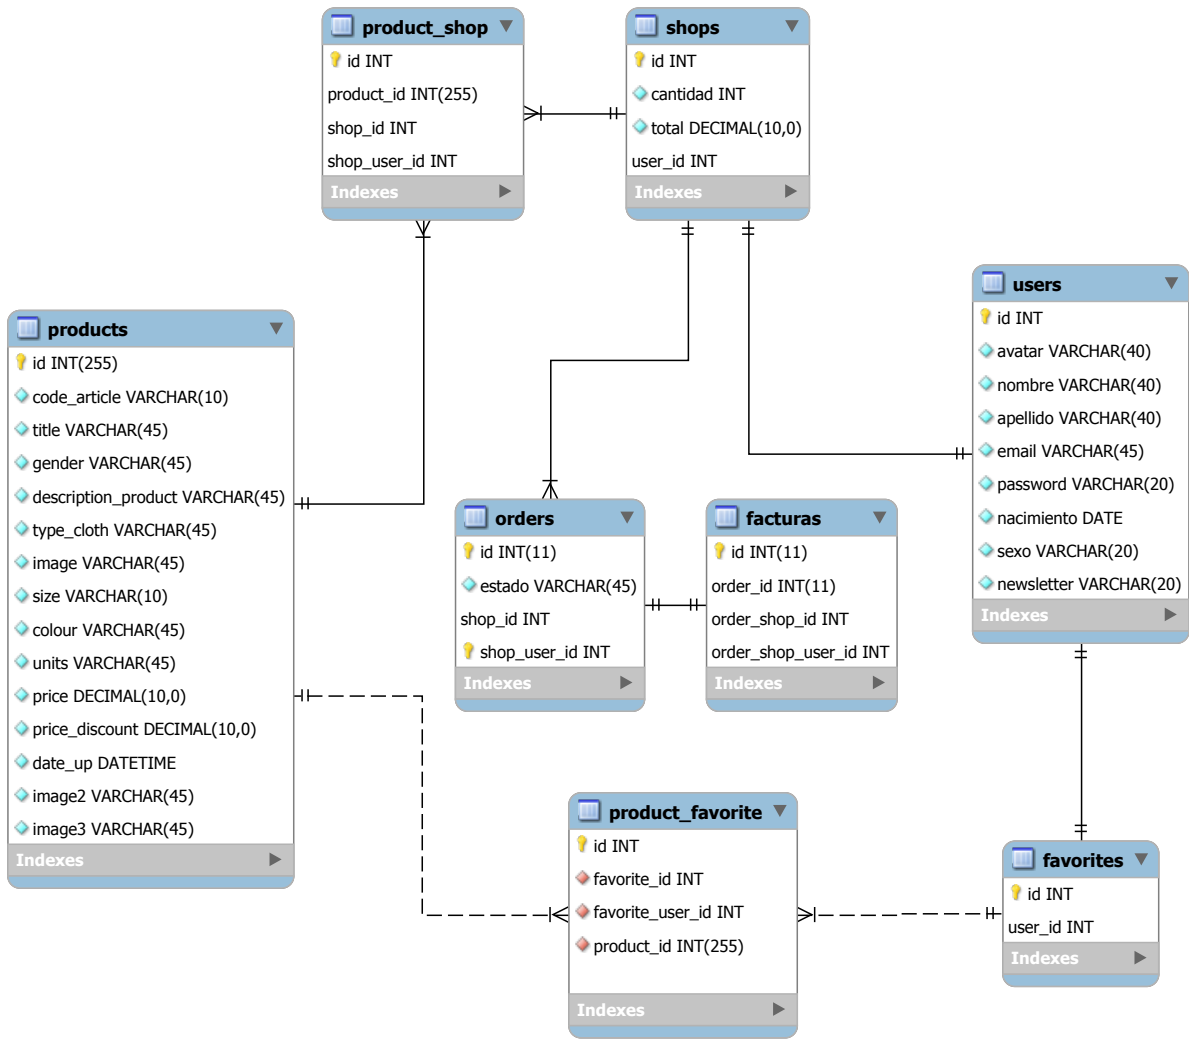 product_shop
id INT
product_id INT(255)
shop_id INT
shop_user_id INT
Indexes
shops
id INT
cantidad INT
total DECIMAL(10,0)
user_id INT
Indexes
users
id INT
avatar VARCHAR(40)
nombre VARCHAR(40)
apellido VARCHAR(40)
email VARCHAR(45)
password VARCHAR(20)
nacimiento DATE
sexo VARCHAR(20)
newsletter VARCHAR(20)
Indexes
products
id INT(255)
code_article VARCHAR(10)
title VARCHAR(45)
gender VARCHAR(45)
description_product VARCHAR(45)
type_cloth VARCHAR(45)
image VARCHAR(45)
size VARCHAR(10)
colour VARCHAR(45)
units VARCHAR(45)
price DECIMAL(10,0)
price_discount DECIMAL(10,0)
date_up DATETIME
image2 VARCHAR(45)
image3 VARCHAR(45)
Indexes
orders
id INT(11)
estado VARCHAR(45)
shop_id INT
shop_user_id INT
Indexes
facturas
id INT(11)
order_id INT(11)
order_shop_id INT
order_shop_user_id INT
Indexes
product_favorite
id INT
favorite_id INT
favorite_user_id INT
product_id INT(255)
Indexes
favorites
id INT
user_id INT
Indexes